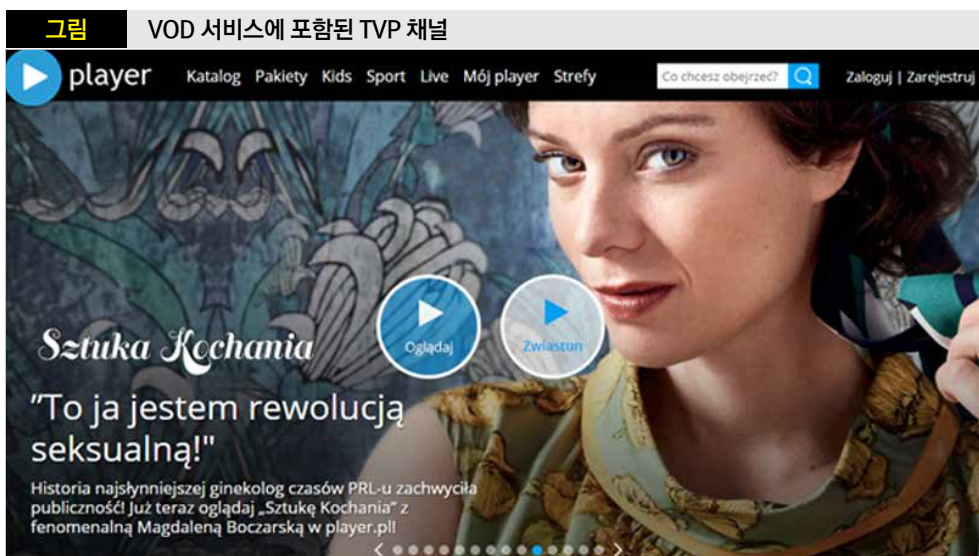 그림 VOD 서비스에 포함된 TVP 채널
player Katalog Pakiety Kids Sport Live Mój player Strefy Co chcesz obejrzeć? Zaloguj | Zarejestruj
Oglądaj Zwiastun
Sztuka Kochania
"To ja jestem rewolucją
seksualną!"
Historia najsłynniejszej ginekolog czasów PRL-u zachwyciła
publiczność! Już teraz oglądaj „Sztukę Kochania” z
fenomenalną Magdaleną Boczarską w player.pl!